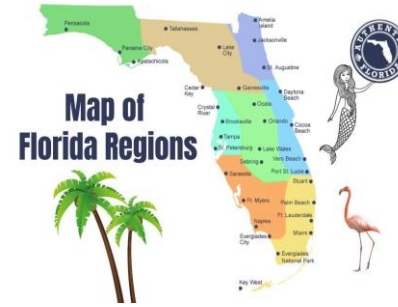 Map of
Florida Regions
AUTHENTIC
FLORIDA
Pensacola
Tallahassee
Amelia
Island
Jacksonville
Lake
City
Panama City
Apalachicola
St. Augustine
Cedar
Key
Gainesville
Daytona
Beach
Crystal
River
Ocala
Brooksville
Orlando
Cocoa
Beach
Tampa
St. Petersburg
Lake Wales
Vero Beach
Sebring
Port St. Lucie
Sarasota
Stuart
Ft. Myers
Palm Beach
Ft. Lauderdale
Naples
Miami
Everglades
City
Everglades
National Park
Key West